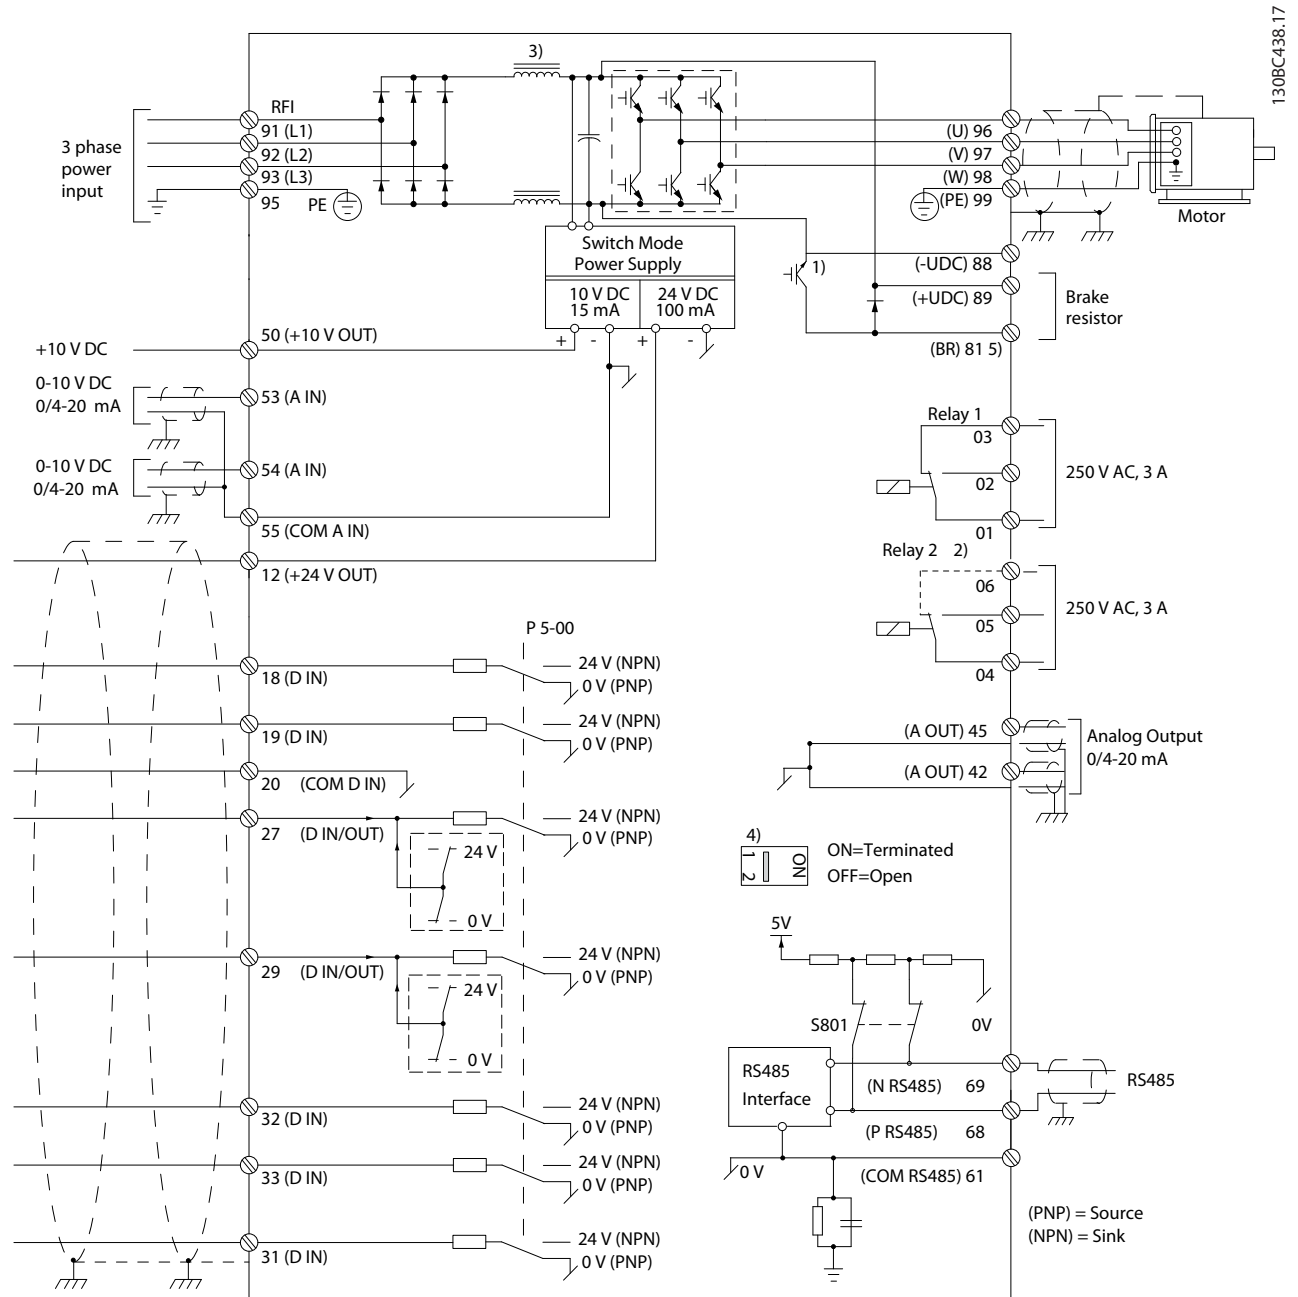 130BC438.17
3)
RFI
91 (L1)
92 (L2)
93 (L3)
95
PE
3 phase
power
input
(U) 96
(V) 97
(W) 98
(PE) 99
Motor
Switch Mode
Power Supply
10 V DC
15 mA
24 V DC
100 mA
+
-
+
-
1)
(-UDC) 88
(+UDC) 89
(BR) 81 5)
Brake
resistor
+10 V DC
50 (+10 V OUT)
0-10 V DC
0/4-20 mA
53 (A IN)
0-10 V DC
0/4-20 mA
54 (A IN)
55 (COM A IN)
12 (+24 V OUT)
Relay 1
03
02
01
250 V AC, 3 A
Relay 2 2)
06
05
04
250 V AC, 3 A
P 5-00
18 (D IN)
24 V (NPN)
0 V (PNP)
19 (D IN)
24 V (NPN)
0 V (PNP)
20 (COM D IN)
27 (D IN/OUT)
24 V (NPN)
0 V (PNP)
24 V
0 V
29 (D IN/OUT)
24 V (NPN)
0 V (PNP)
24 V
0 V
32 (D IN)
24 V (NPN)
0 V (PNP)
33 (D IN)
24 V (NPN)
0 V (PNP)
31 (D IN)
24 V (NPN)
0 V (PNP)
(A OUT) 45
(A OUT) 42
Analog Output
0/4-20 mA
4)
1 2
ON
ON=Terminated
OFF=Open
5V
S801
0V
RS485
Interface
(N RS485) 69
(P RS485) 68
RS485
0 V
(COM RS485) 61
(PNP) = Source
(NPN) = Sink